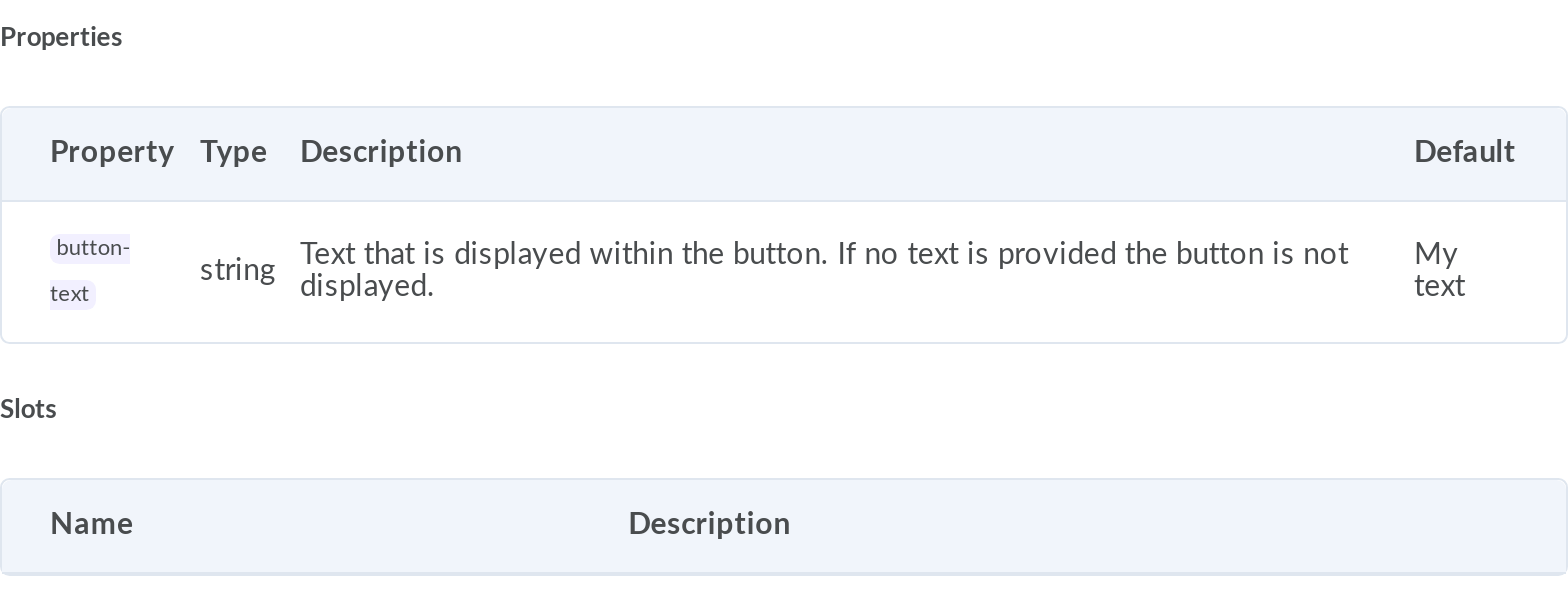 Properties
Property Type Description Default
button-
text
string
Text that is displayed within the button. If no text is provided the button is not
displayed.
My
text
Slots
Name Description